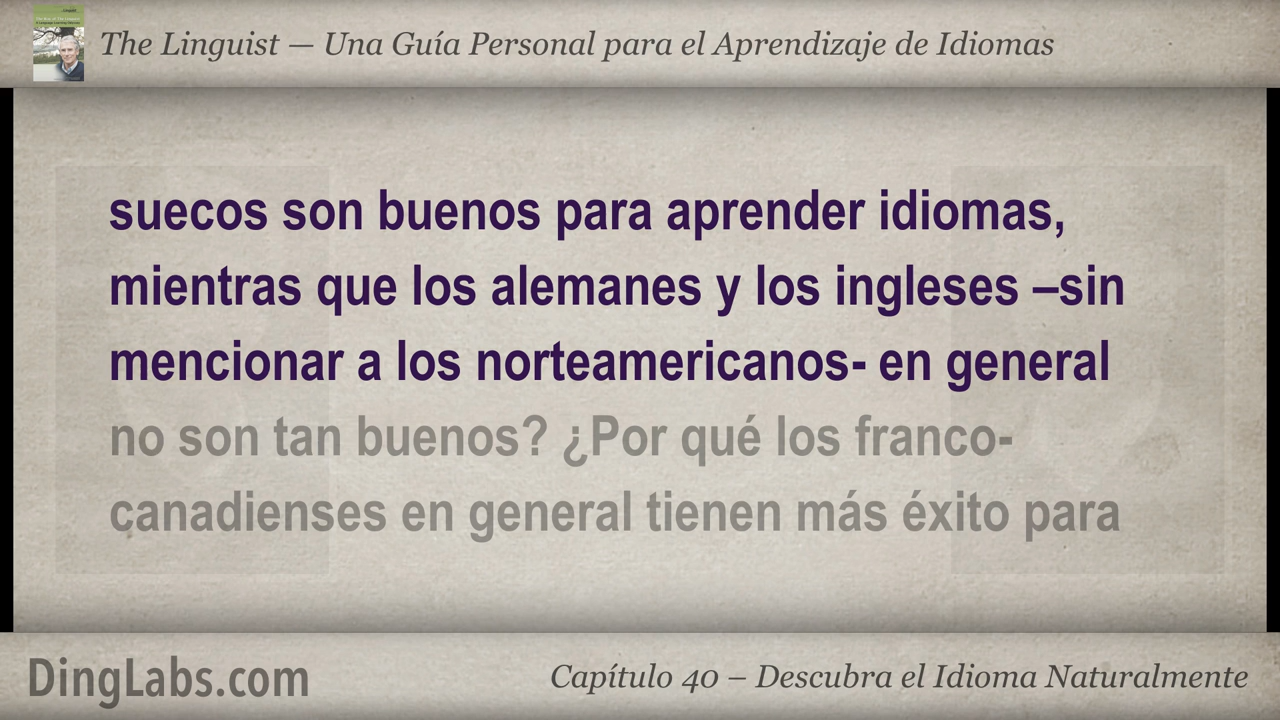 The Linguist — Una Guía Personal para el Aprendizaje de Idiomas
suecos son buenos para aprender idiomas,
mientras que los alemanes y los ingleses –sin
mencionar a los norteamericanos- en general
no son tan buenos? ¿Por qué los franco-
canadienses en general tienen más éxito para
DingLabs.com
Capítulo 40 – Descubra el Idioma Naturalmente